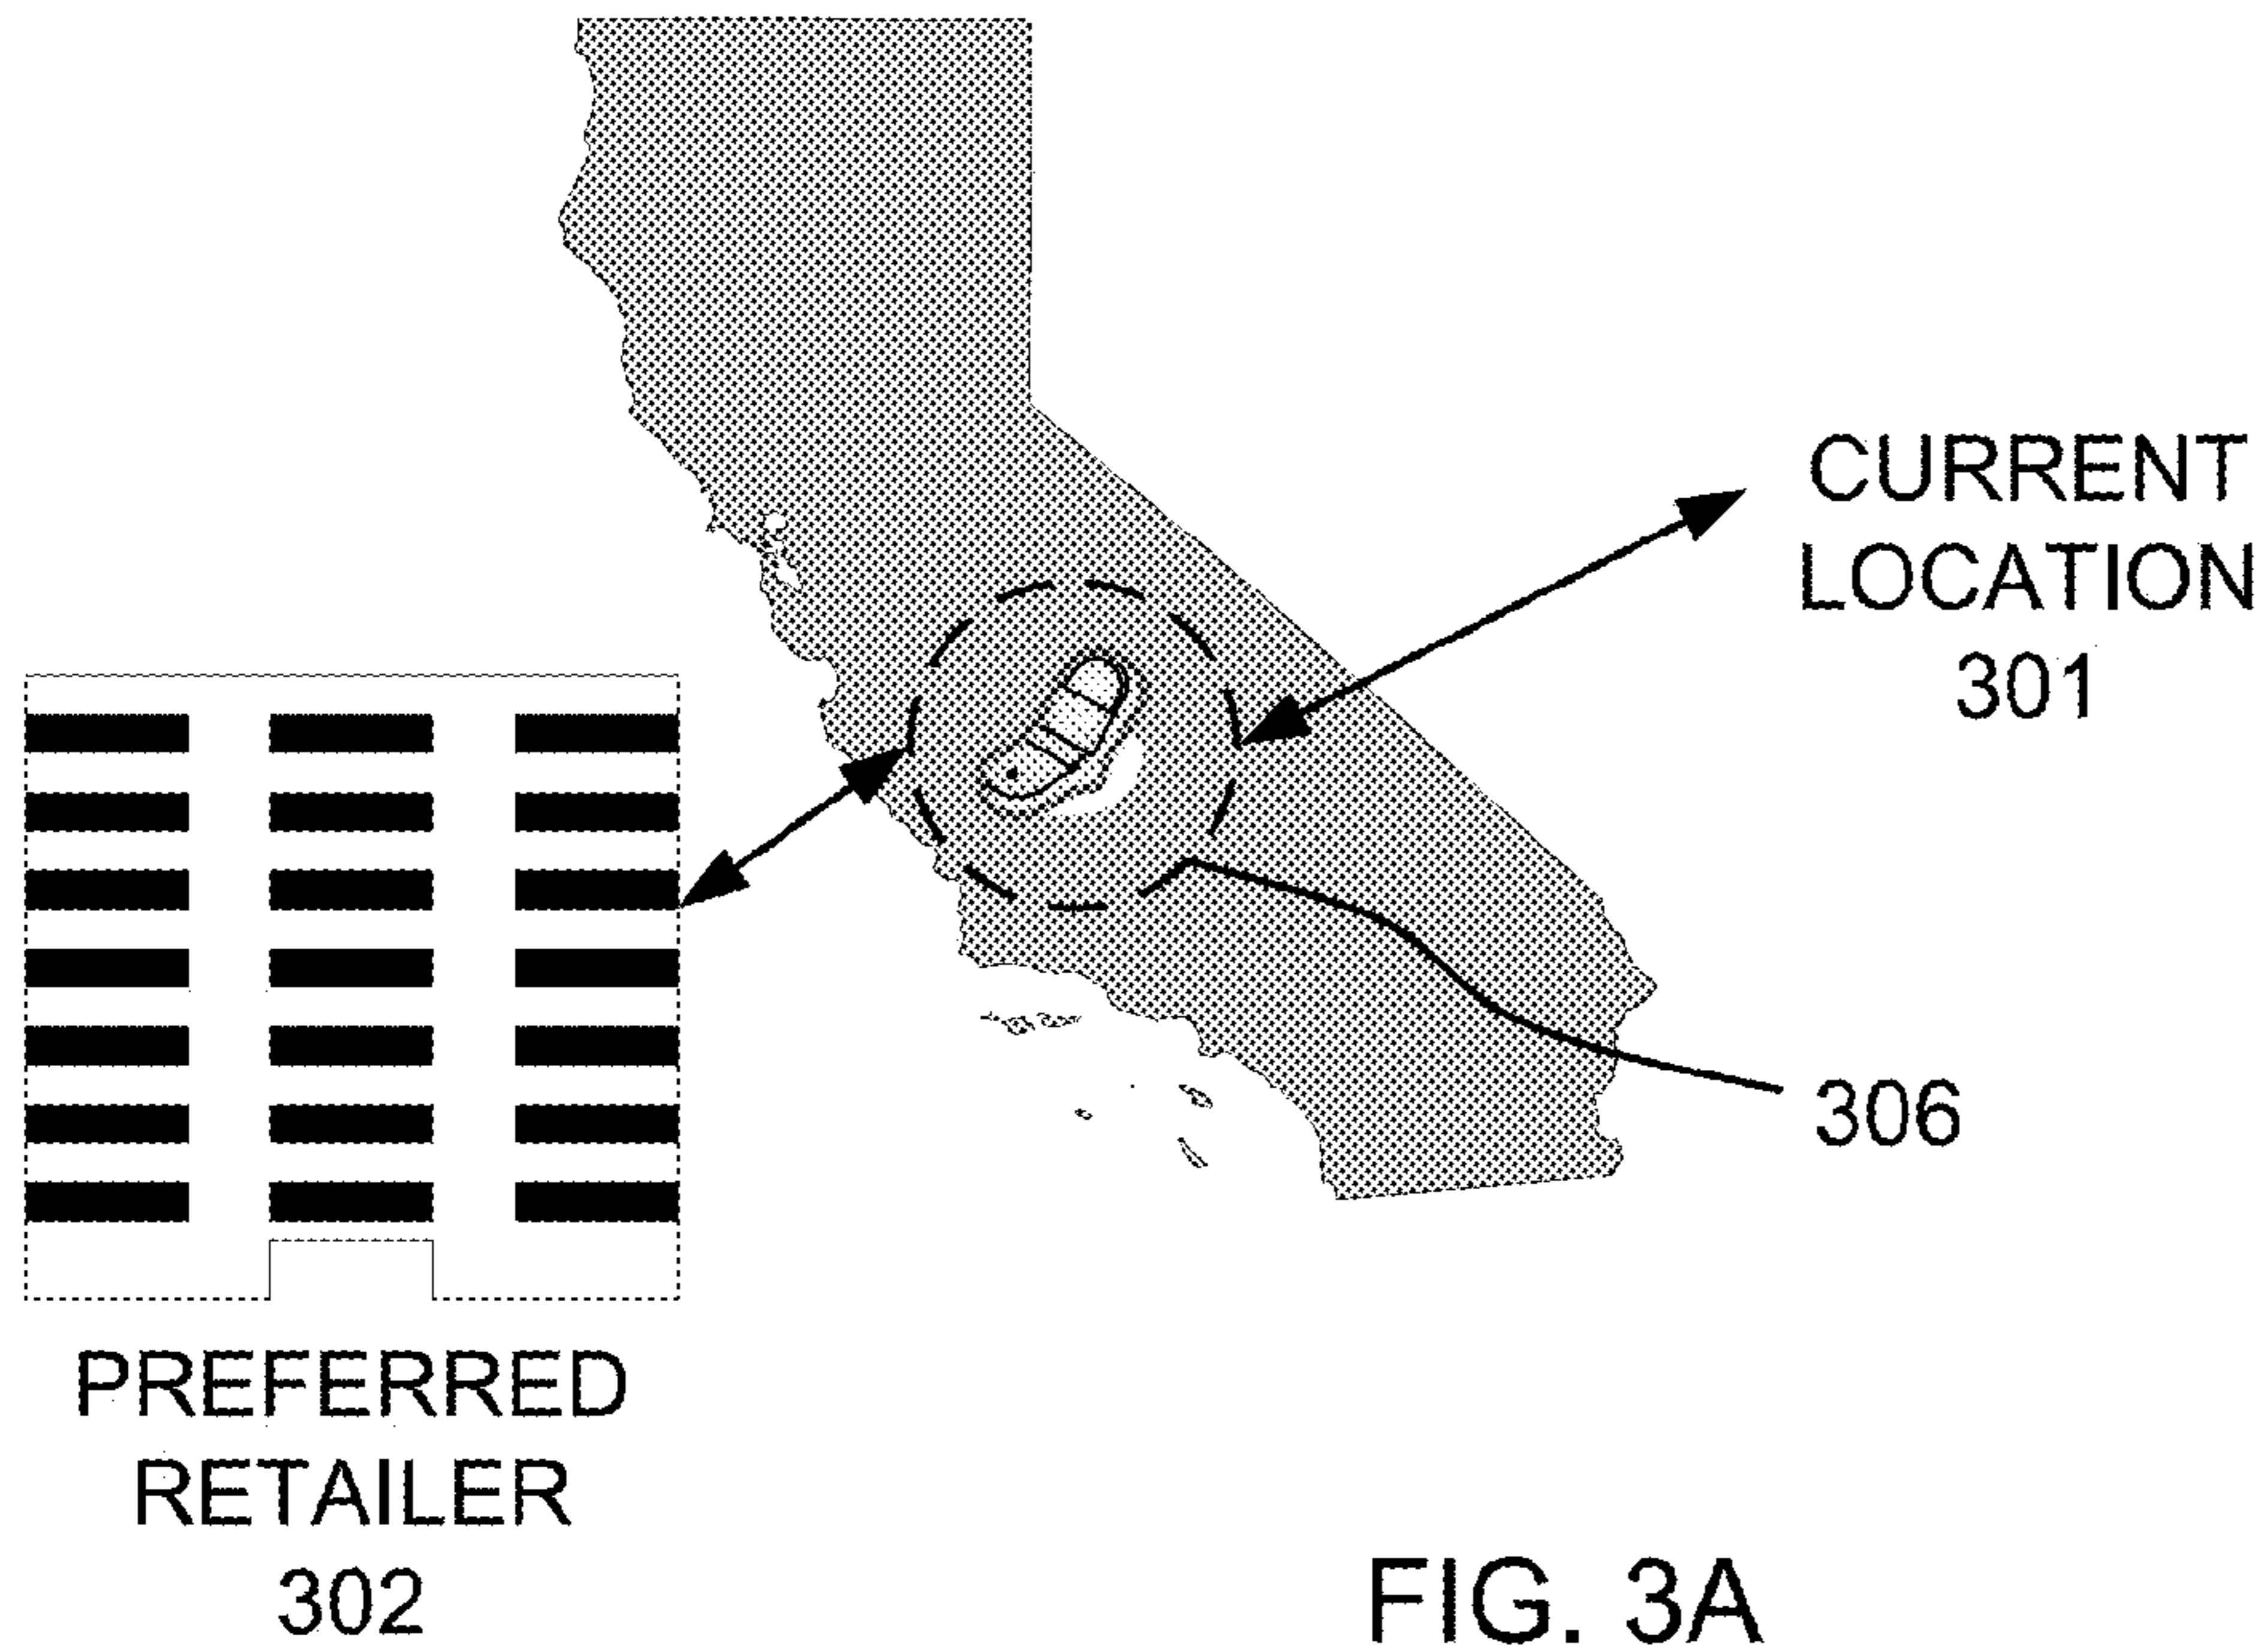 CURRENT
LOCATION
301
306
PREFERRED
RETAILER
302
FIG. 3A